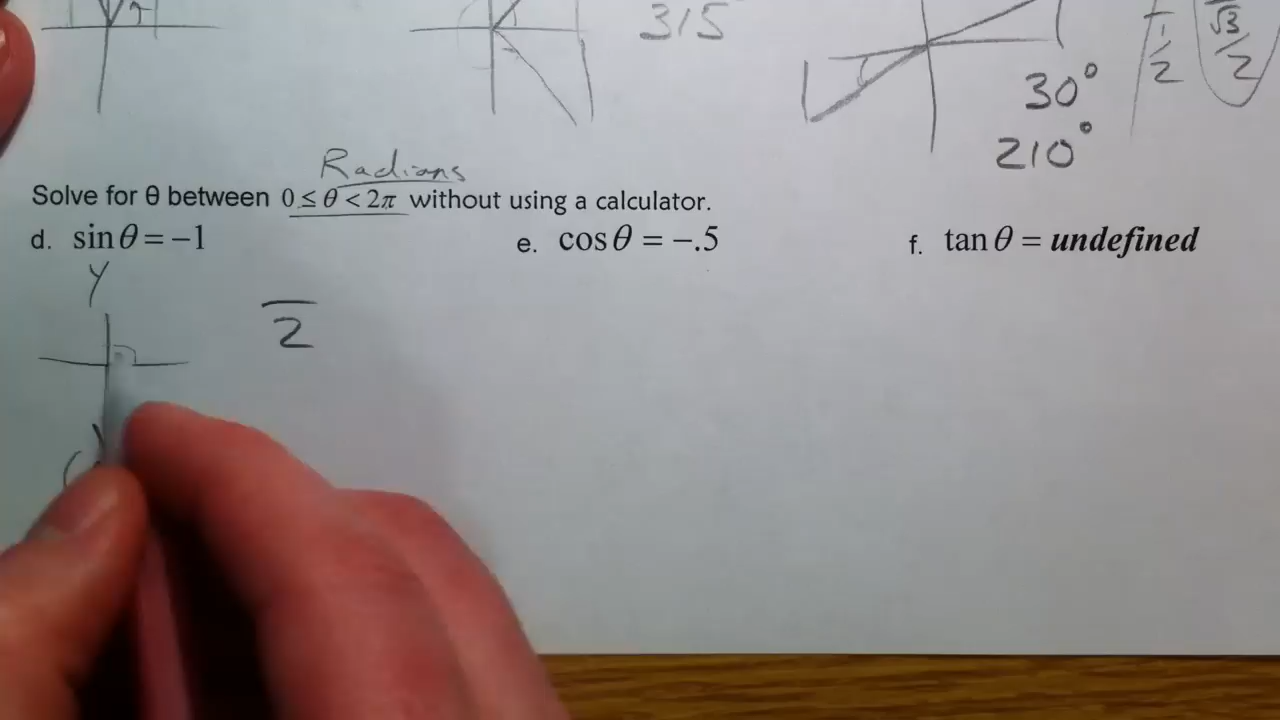 315
√3
-1/2
2
30°
210°
Radians
Solve for θ between 0 ≤ θ < 2π without using a calculator.
d. sin θ = −1
e. cos θ = −.5
f. tan θ = undefined
y
2